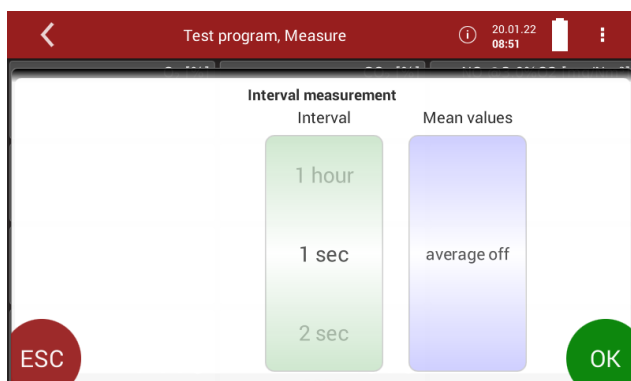 Test program, Measure
20.01.22
08:51
Interval measurement
Interval Mean values
1 hour
1 sec average off
2 sec
ESC OK